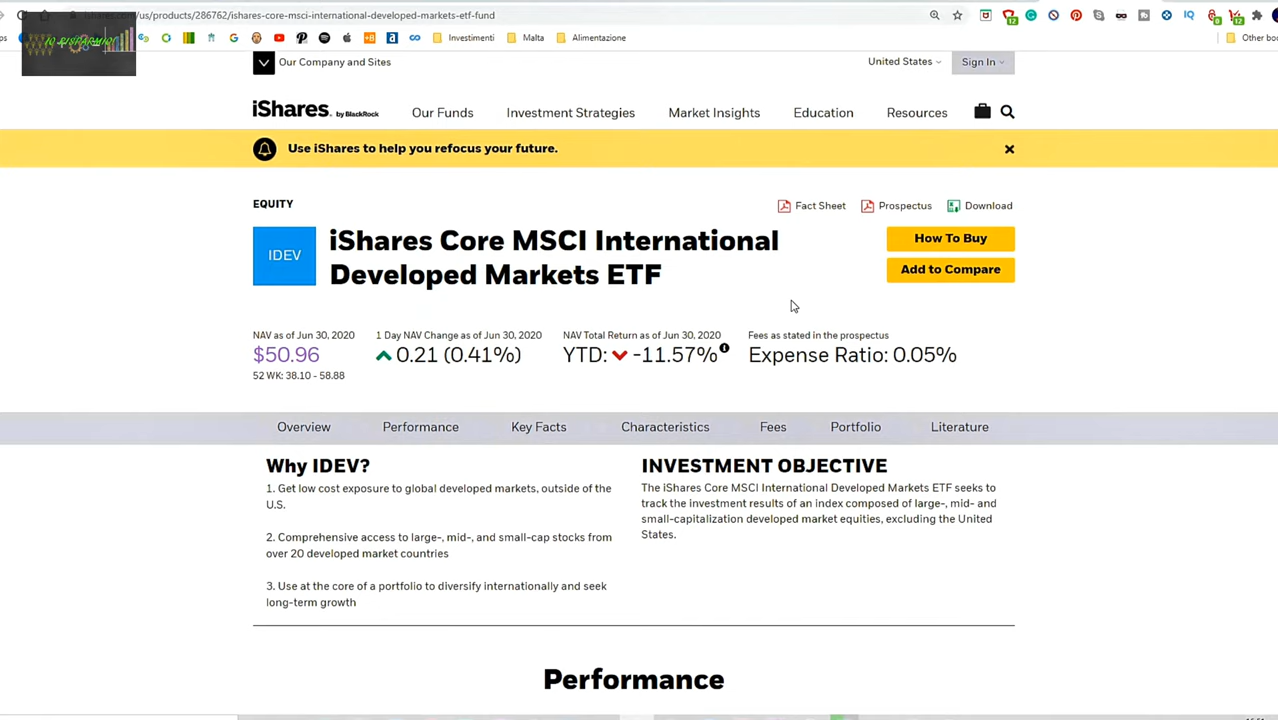 ishares.com/us/products/286762/ishares-core-msci-international-developed-markets-etf-fund
IO RISPARMIO!
Investimenti Malta Alimentazione Other boo
Our Company and Sites United States Sign In
iShares. by BlackRock Our Funds Investment Strategies Market Insights Education Resources
Use iShares to help you refocus your future.
EQUITY Fact Sheet Prospectus Download
IDEV
iShares Core MSCI International
Developed Markets ETF
How To Buy
Add to Compare
NAV as of Jun 30, 2020 1 Day NAV Change as of Jun 30, 2020 NAV Total Return as of Jun 30, 2020 Fees as stated in the prospectus
$50.96 0.21 (0.41%) YTD: -11.57% Expense Ratio: 0.05%
52 WK: 38.10 - 58.88
Overview Performance Key Facts Characteristics Fees Portfolio Literature
Why IDEV?
1. Get low cost exposure to global developed markets, outside of the
U.S.
2. Comprehensive access to large-, mid-, and small-cap stocks from
over 20 developed market countries
3. Use at the core of a portfolio to diversify internationally and seek
long-term growth
INVESTMENT OBJECTIVE
The iShares Core MSCI International Developed Markets ETF seeks to
track the investment results of an index composed of large-, mid- and
small-capitalization developed market equities, excluding the United
States.
Performance